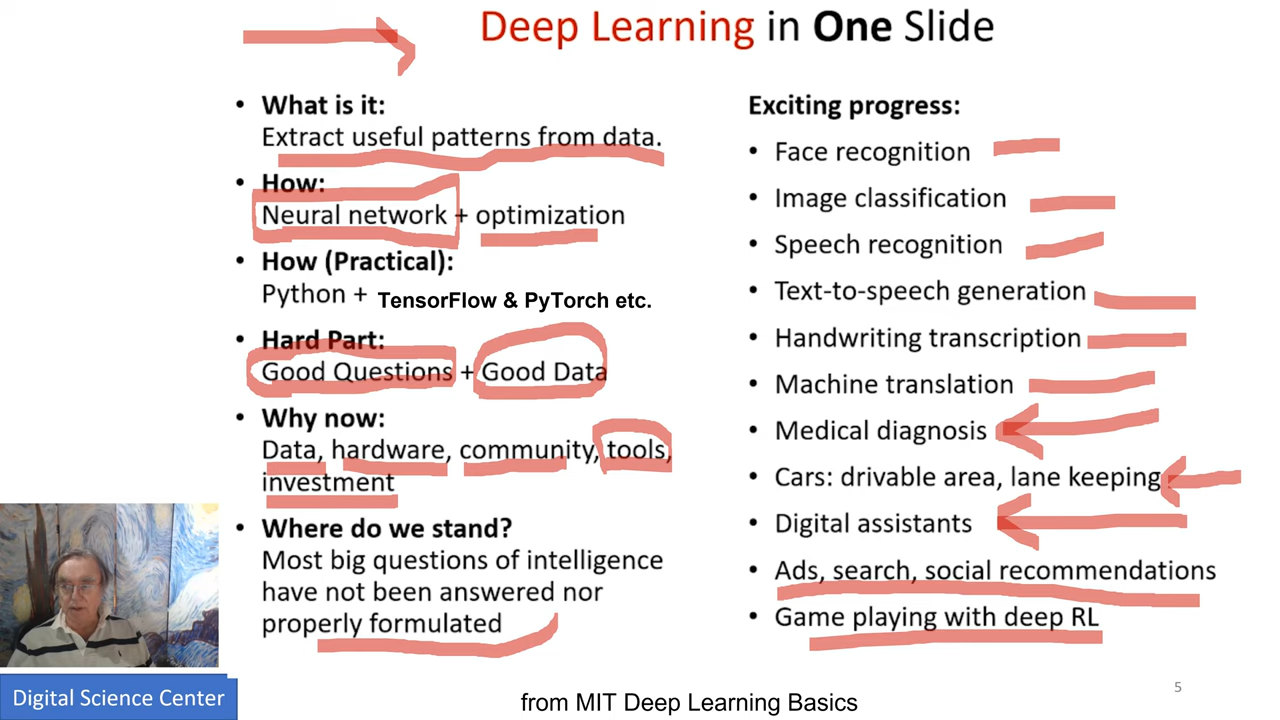 Deep Learning in One Slide
• What is it:
Extract useful patterns from data.
• How:
Neural network + optimization
• How (Practical):
Python + TensorFlow & PyTorch etc.
• Hard Part:
Good Questions + Good Data
• Why now:
Data, hardware, community, tools,
investment
• Where do we stand?
Most big questions of intelligence
have not been answered nor
properly formulated
Exciting progress:
• Face recognition
• Image classification
• Speech recognition
• Text-to-speech generation
• Handwriting transcription
• Machine translation
• Medical diagnosis
• Cars: drivable area, lane keeping
• Digital assistants
• Ads, search, social recommendations
• Game playing with deep RL
Digital Science Center
from MIT Deep Learning Basics
5